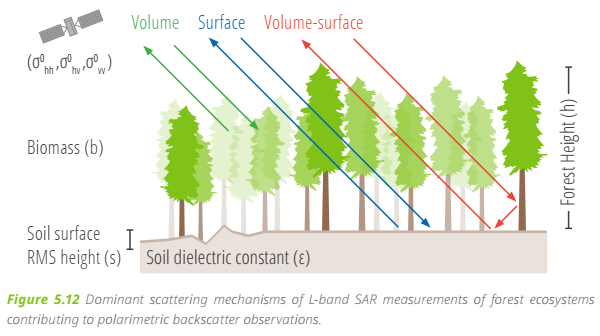 Volume Surface Volume-surface
(σ⁰hh,σ⁰hv,σ⁰vv)
Biomass (b)
Forest Height (h)
Soil surface
RMS height (s)
Soil dielectric constant (ε)
Figure 5.12 Dominant scattering mechanisms of L-band SAR measurements of forest ecosystems
contributing to polarimetric backscatter observations.